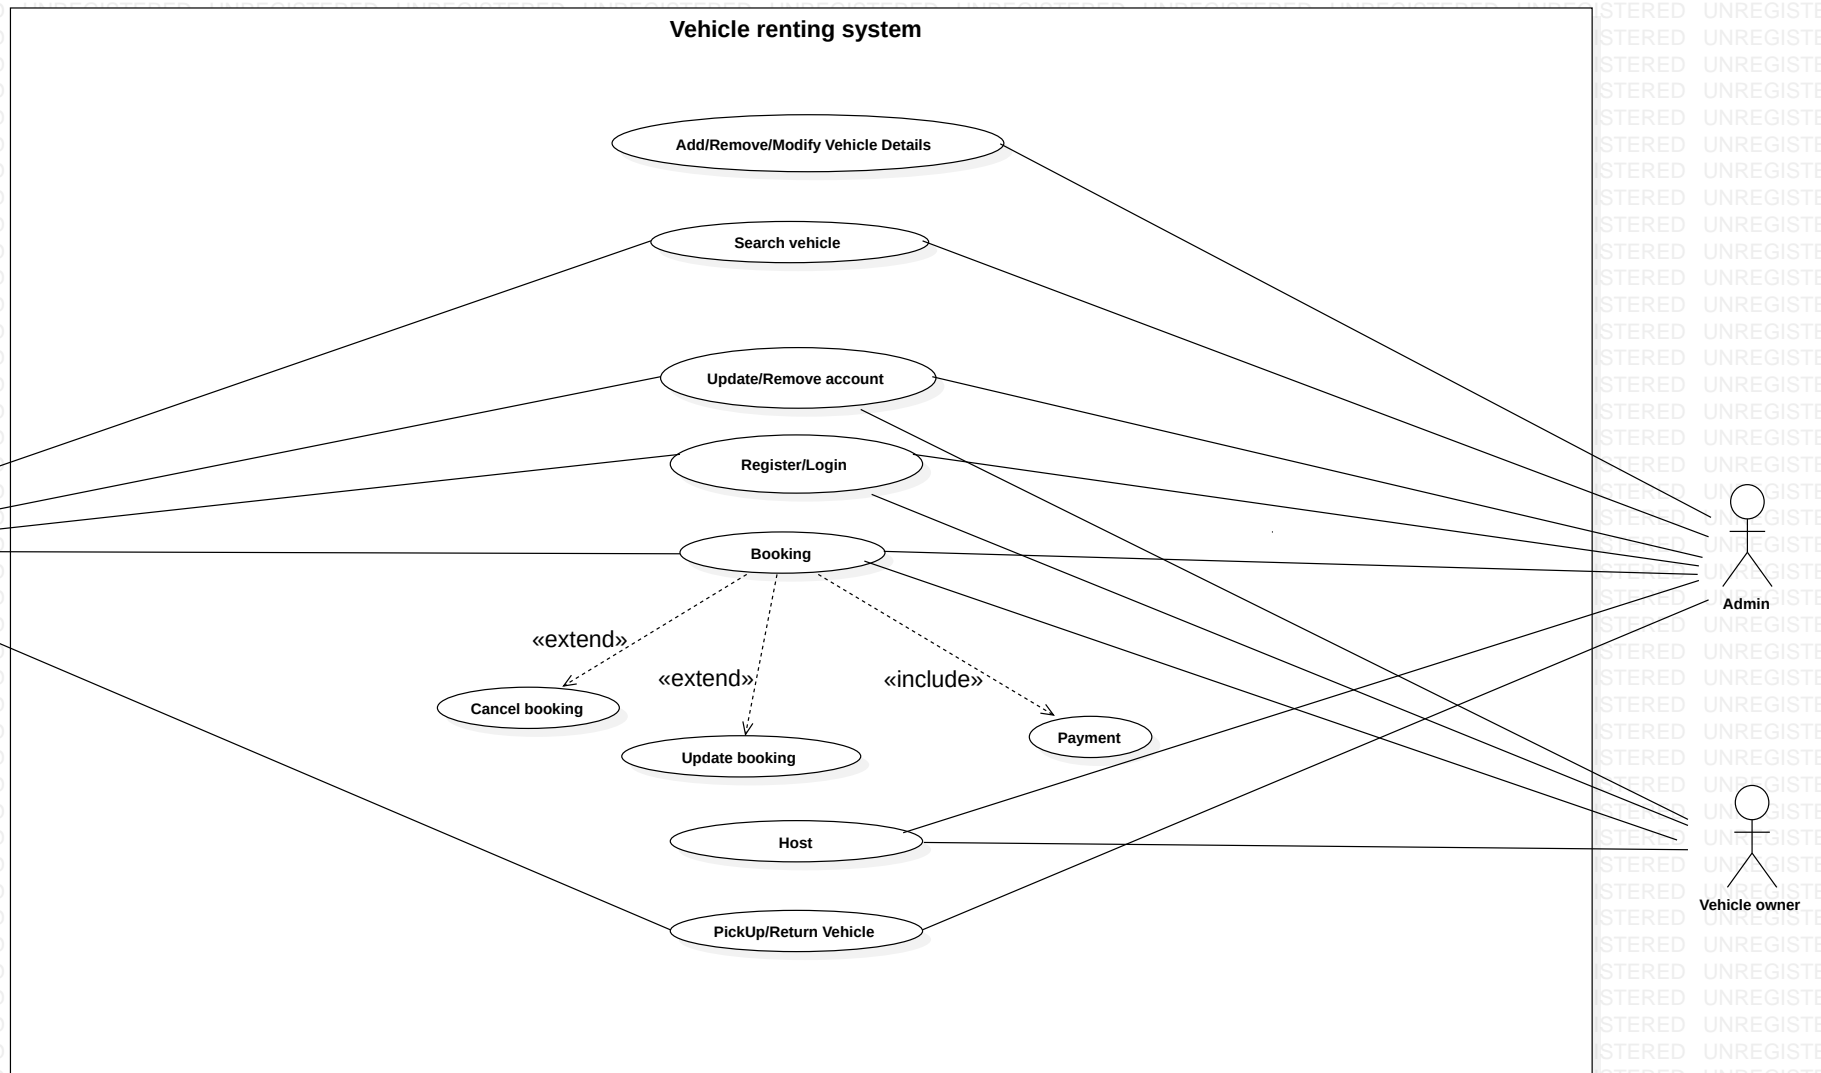 Vehicle renting system
Add/Remove/Modify Vehicle Details
Search vehicle
Update/Remove account
Register/Login
Booking
«extend»
«extend»
«include»
Cancel booking
Update booking
Payment
Host
PickUp/Return Vehicle
Admin
Vehicle owner
UNREGISTERED